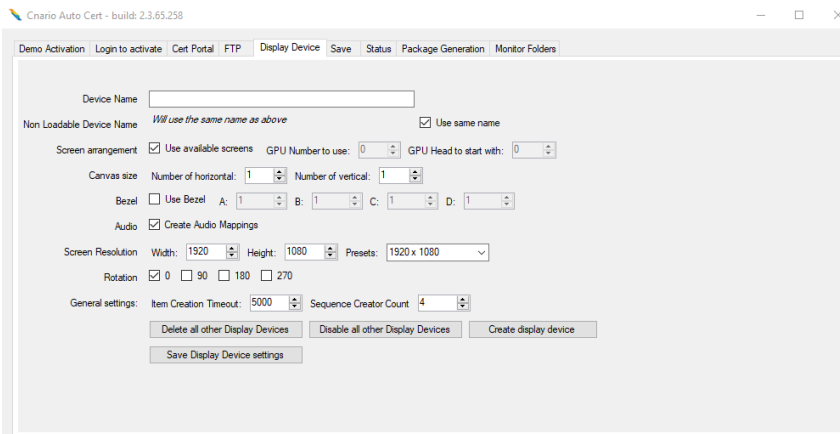 Cnario Auto Cert - build: 2.3.65.258
Demo Activation Login to activate Cert Portal FTP Display Device Save Status Package Generation Monitor Folders
Device Name
Non Loadable Device Name Will use the same name as above Use same name
Screen arrangement Use available screens GPU Number to use: 0 GPU Head to start with: 0
Canvas size Number of horizontal: 1 Number of vertical: 1
Bezel Use Bezel A: 1 B: 1 C: 1 D: 1
Audio Create Audio Mappings
Screen Resolution Width: 1920 Height: 1080 Presets: 1920 x 1080
Rotation 0 90 180 270
General settings: Item Creation Timeout: 5000 Sequence Creator Count 4
Delete all other Display Devices Disable all other Display Devices Create display device
Save Display Device settings